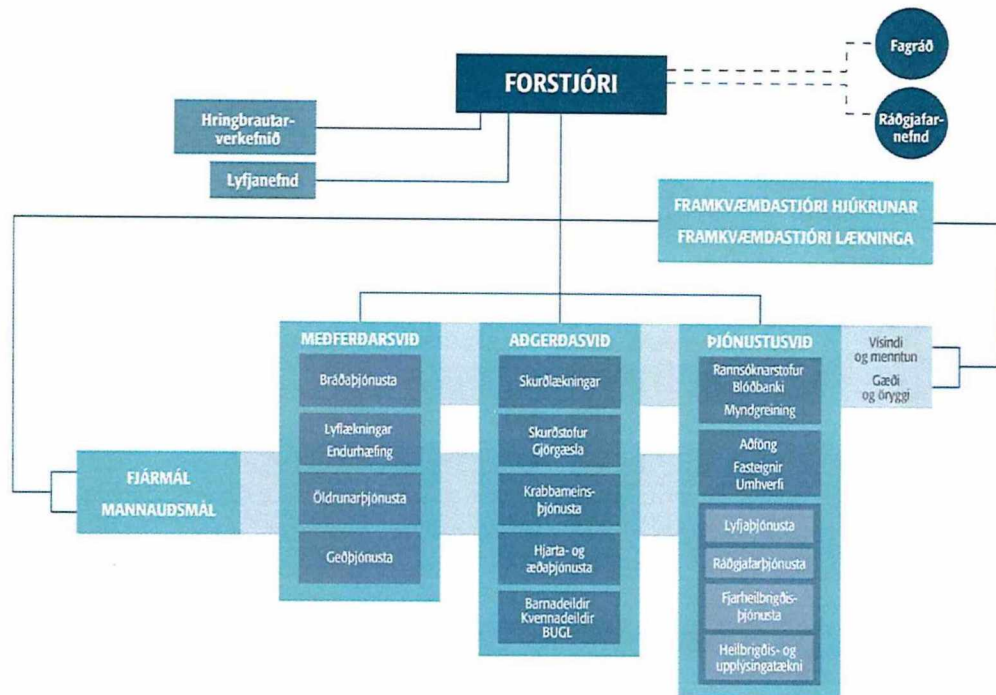 FORSTJÓRI
Fagráð
Ráðgjafar-
nefnd
Hringbrautar-
verkefnið
Lyfjanefnd
FRAMKVÆMDASTJÓRI HJÚKRUNAR
FRAMKVÆMDASTJÓRI LÆKNINGA
MEÐFERÐARSVIÐ
Bráðaþjónusta
Lyflækningar
Endurhæfing
Öldrunarþjónusta
Geðþjónusta
AÐGERÐASVIÐ
Skurðlækningar
Skurðstofur
Gjörgæsla
Krabbameins-
þjónusta
Hjarta- og
æðaþjónusta
Barnadeildir
Kvennadeildir
BUGL
ÞJÓNUSTUSVIÐ
Rannsóknarstofur
Blóðbanki
Myndgreining
Aðföng
Fasteignir
Umhverfi
Lyfjaþjónusta
Ráðgjafarþjónusta
Fjarheilbrigðis-
þjónusta
Heilbrigðis- og
upplýsingatækni
Vísindi
og menntun
Gæði
og öryggi
FJÁRMÁL
MANNAUÐSMÁL